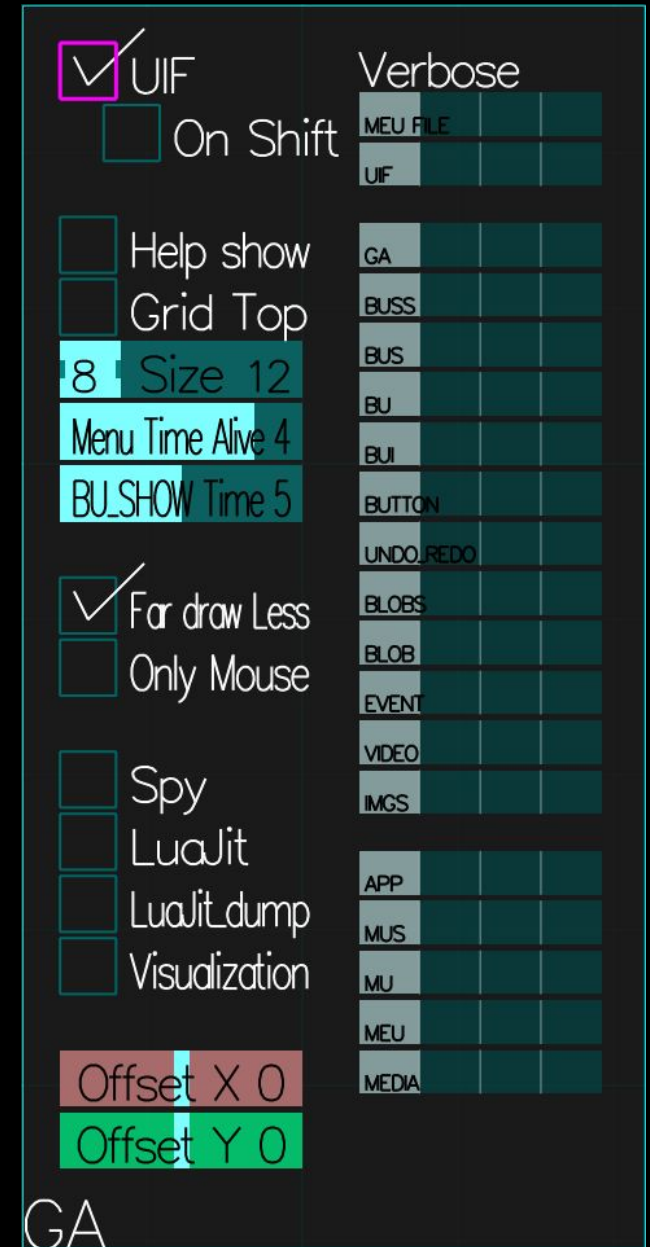 UIF
On Shift
Help show
Grid Top
8 Size 12
Menu Time Alive 4
BU_SHOW Time 5
Far draw Less
Only Mouse
Spy
LuaJit
LuaJit_dump
Visualization
Offset X 0
Offset Y 0
GA
Verbose
MEU FILE
UIF
GA
BUSS
BUS
BU
BUI
BUTTON
UNDO_REDO
BLOBS
BLOB
EVENT
VIDEO
IMGS
APP
MUS
MU
MEU
MEDIA